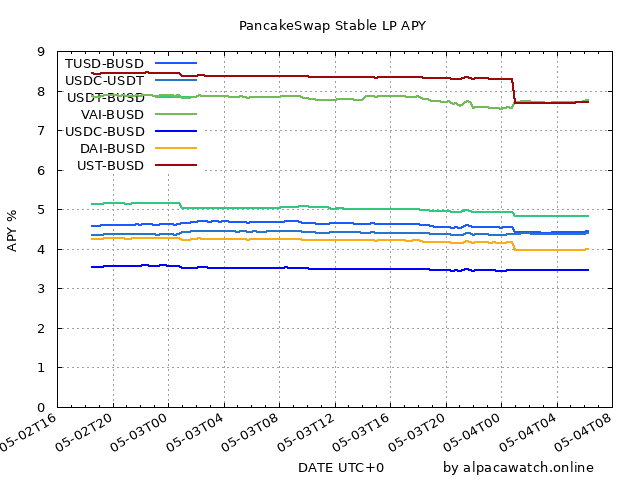 PancakeSwap Stable LP APY
APY %
9
8
7
6
5
4
3
2
1
0
TUSD-BUSD
USDC-USDT
USDT-BUSD
VAI-BUSD
USDC-BUSD
DAI-BUSD
UST-BUSD
05-02T16
05-02T20
05-03T00
05-03T04
05-03T08
05-03T12
05-03T16
05-03T20
05-04T00
05-04T04
05-04T08
DATE UTC+0
by alpacawatch.online